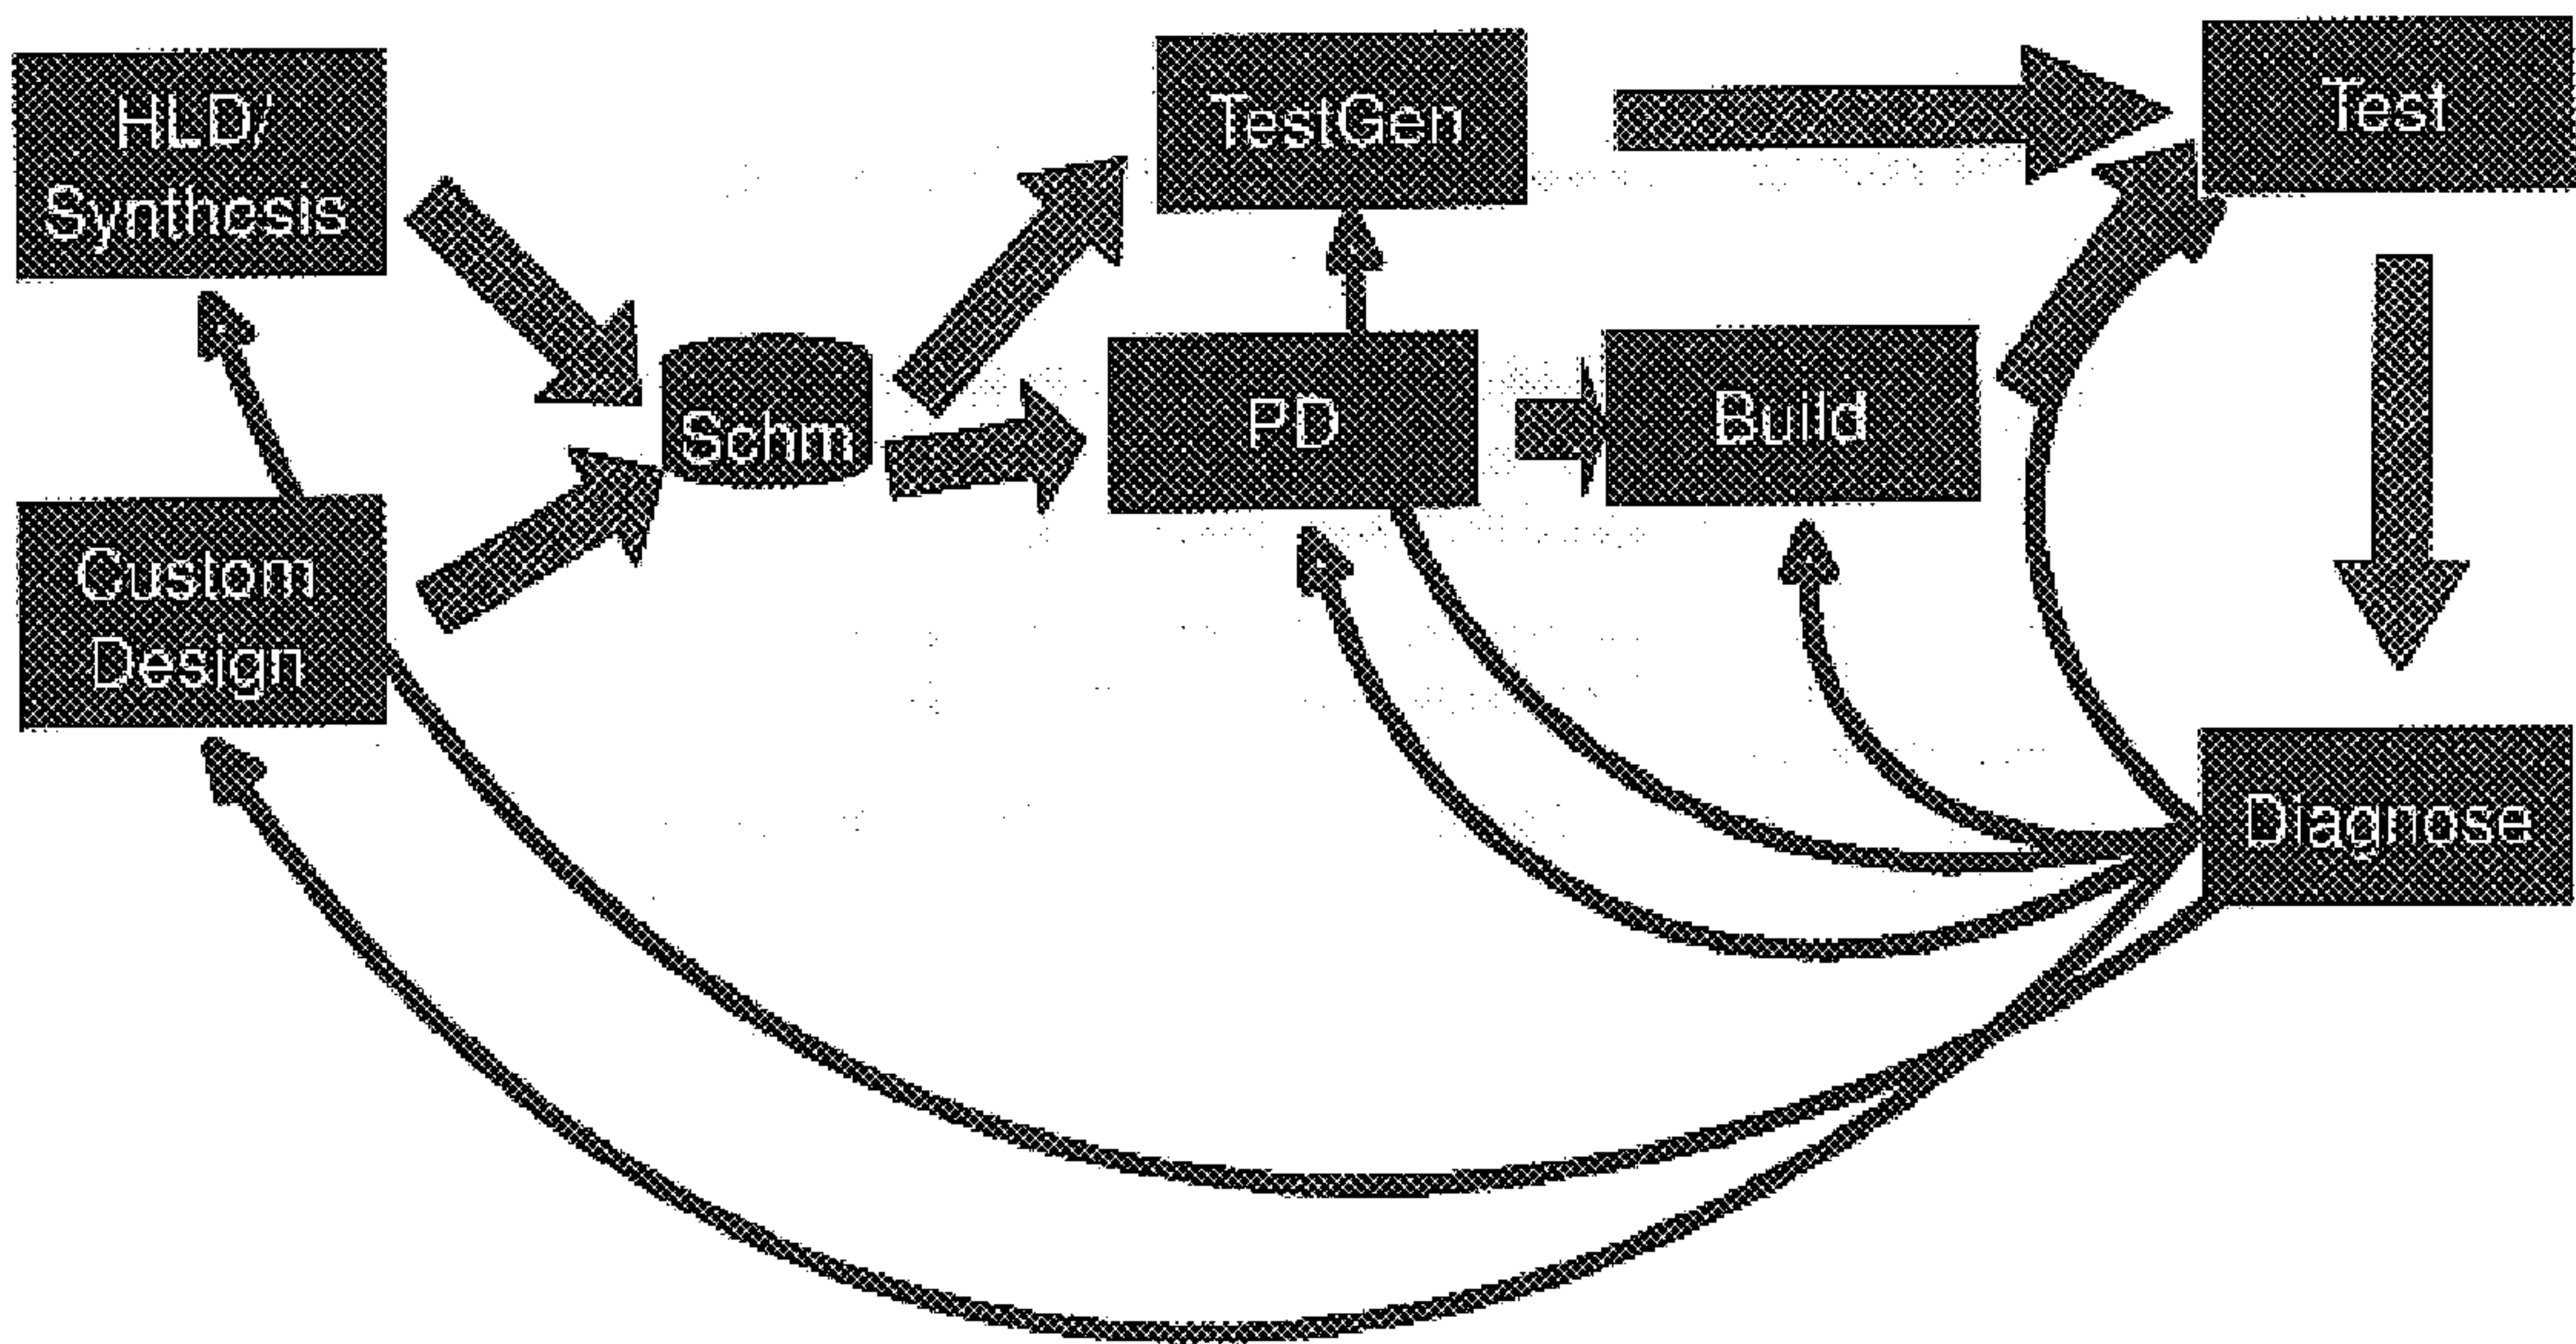 HLD/
Synthesis
TestGen
Test
Schm
PD
Build
Custom
Design
Diagnose